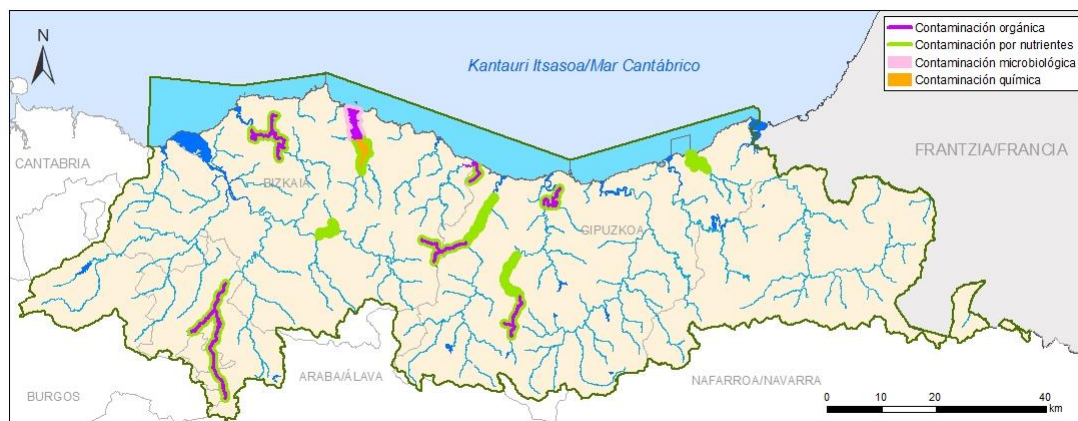 N
Kantauri Itsasoa/Mar Cantábrico
Contaminación orgánica
Contaminación por nutrientes
Contaminación microbiológica
Contaminación química
CANTABRIA
BIZKAIA
GIPUZKOA
FRANTZIA/FRANCIA
BURGOS
ARABA/ÁLAVA
NAFARROA/NAVARRA
0 10 20 40
km